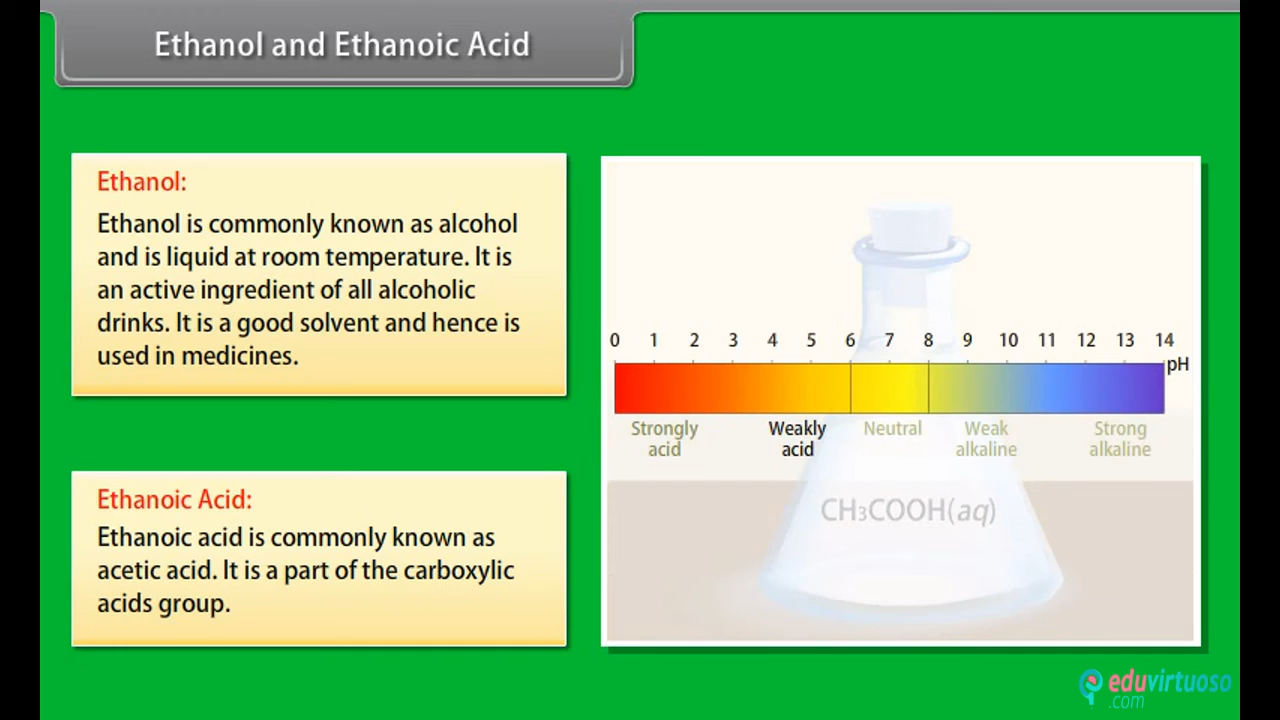 Ethanol and Ethanoic Acid
Ethanol:
Ethanol is commonly known as alcohol
and is liquid at room temperature. It is
an active ingredient of all alcoholic
drinks. It is a good solvent and hence is
used in medicines.
Ethanoic Acid:
Ethanoic acid is commonly known as
acetic acid. It is a part of the carboxylic
acids group.
0 1 2 3 4 5 6 7 8 9 10 11 12 13 14
pH
Strongly acid
Weakly acid
Neutral
Weak alkaline
Strong alkaline
CH₃COOH(aq)
eduvirtuoso
.com